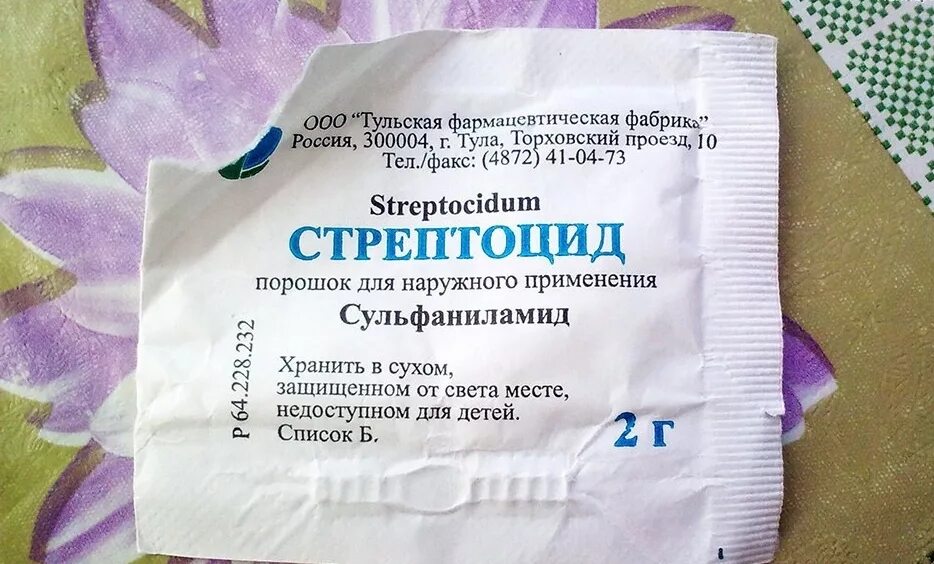 ООО "Тульская фармацевтическая фабрика"
Россия, 300004, г. Тула, Торховский проезд, 10
Тел./факс: (4872) 41-04-73
Streptocidum
СТРЕПТОЦИД
порошок для наружного применения
Сульфаниламид
Хранить в сухом,
защищенном от света месте,
недоступном для детей.
Список Б.
2 г
Р 64.228.232